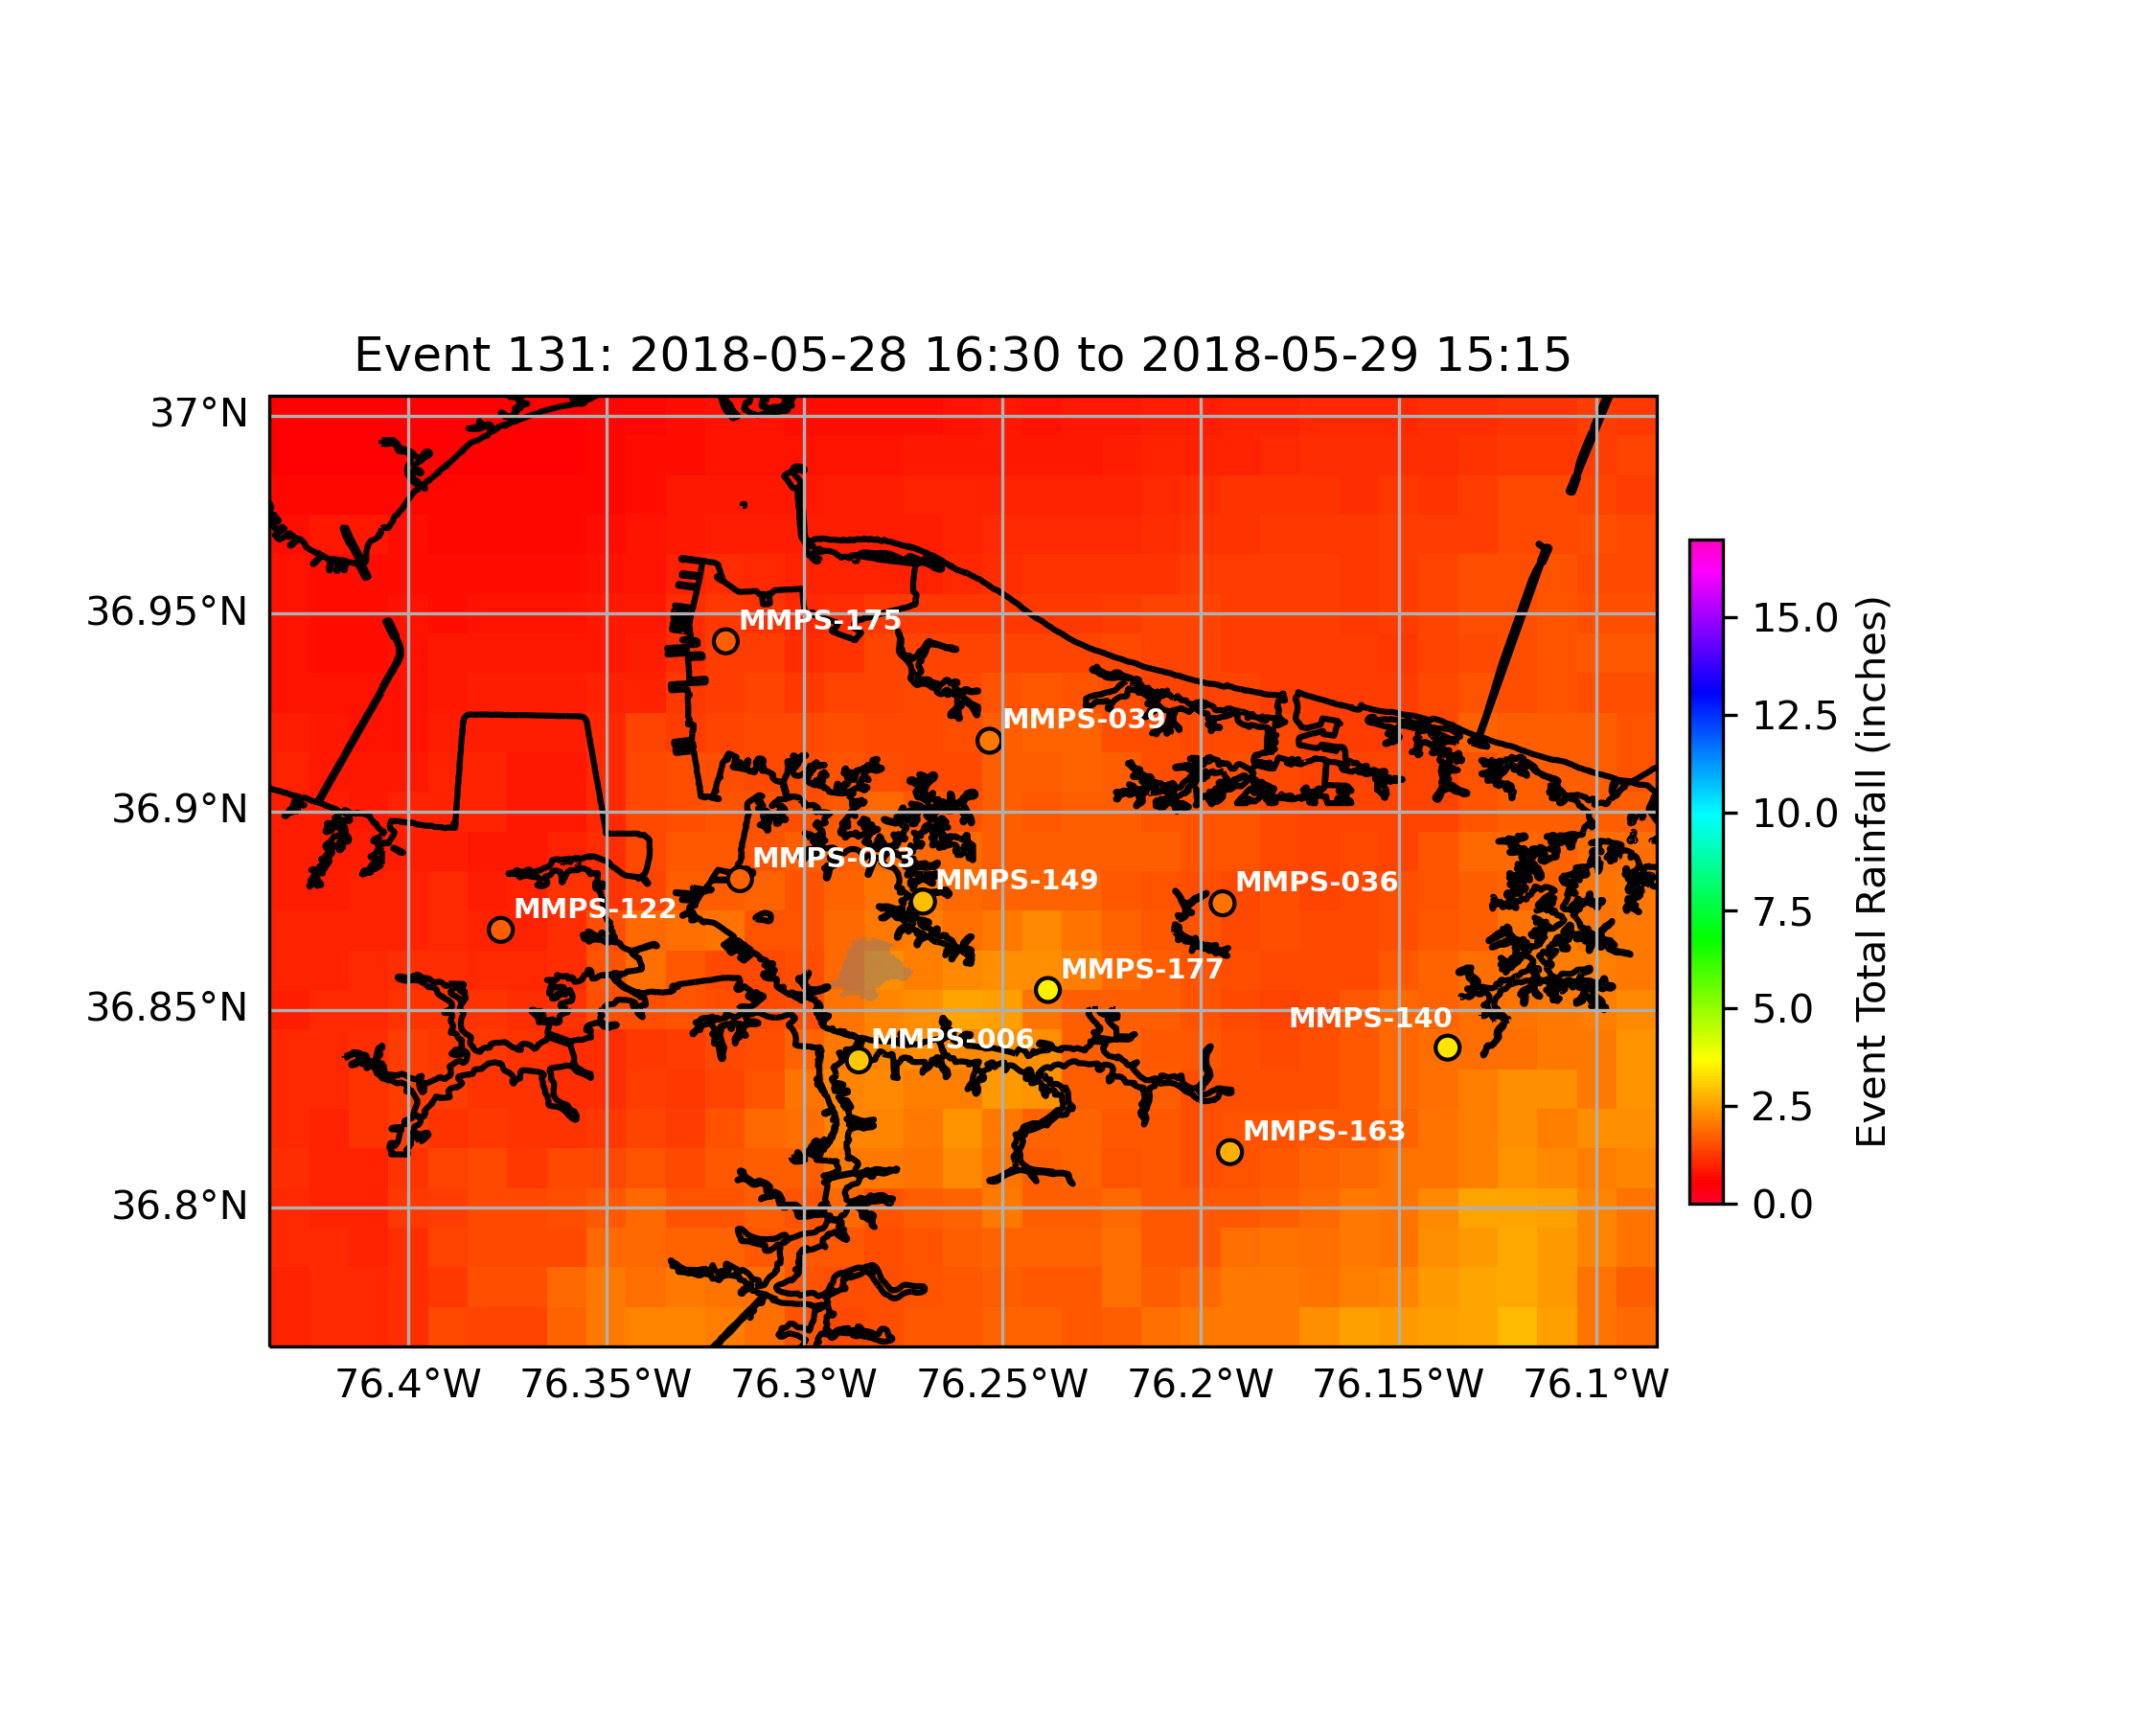 Event 131: 2018-05-28 16:30 to 2018-05-29 15:15
37°N
36.95°N
36.9°N
36.85°N
36.8°N
76.4°W
76.35°W
76.3°W
76.25°W
76.2°W
76.15°W
76.1°W
MMPS-175
MMPS-039
MMPS-003
MMPS-149
MMPS-036
MMPS-122
MMPS-177
MMPS-140
MMPS-006
MMPS-163
15.0
12.5
10.0
7.5
5.0
2.5
0.0
Event Total Rainfall (inches)